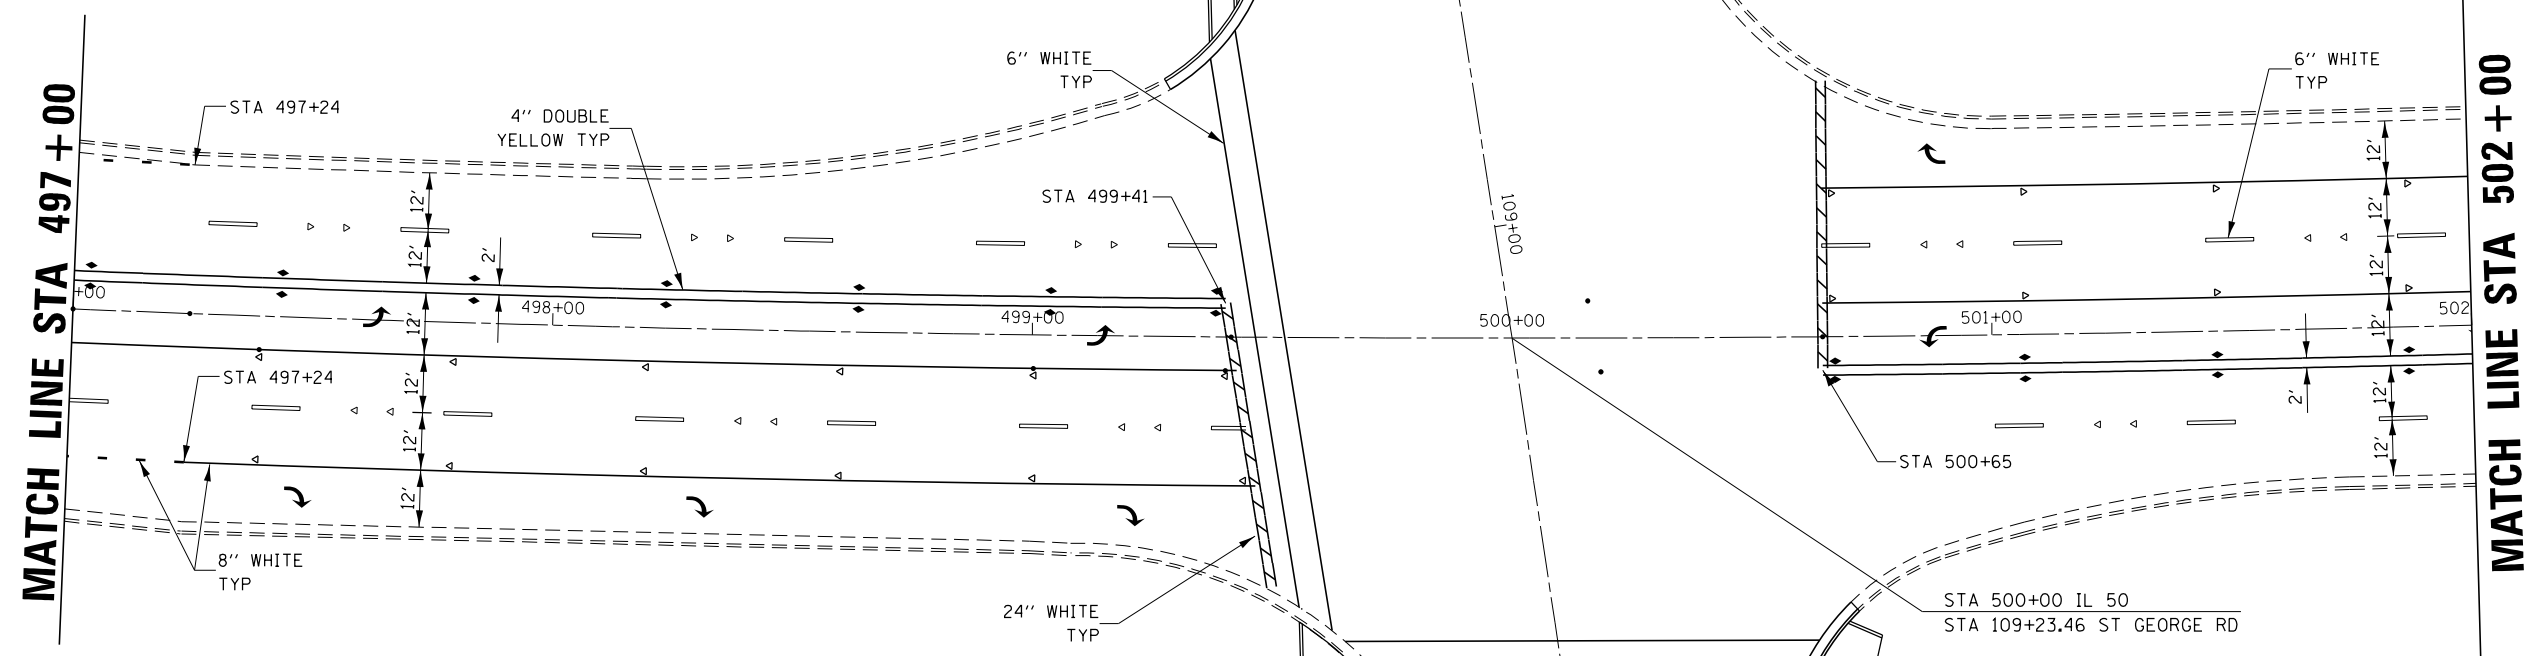 MATCH LINE STA 497+00
STA 497+24
4'' DOUBLE
YELLOW TYP
6'' WHITE
TYP
STA 499+41
109+00
6'' WHITE
TYP
MATCH LINE STA 502+00
12'
12'
2'
12'
12'
12'
12'
+00
498+00
499+00
500+00
501+00
502
12'
12'
12'
12'
2'
12'
12'
STA 497+24
8'' WHITE
TYP
24'' WHITE
TYP
STA 500+65
STA 500+00 IL 50
STA 109+23.46 ST GEORGE RD